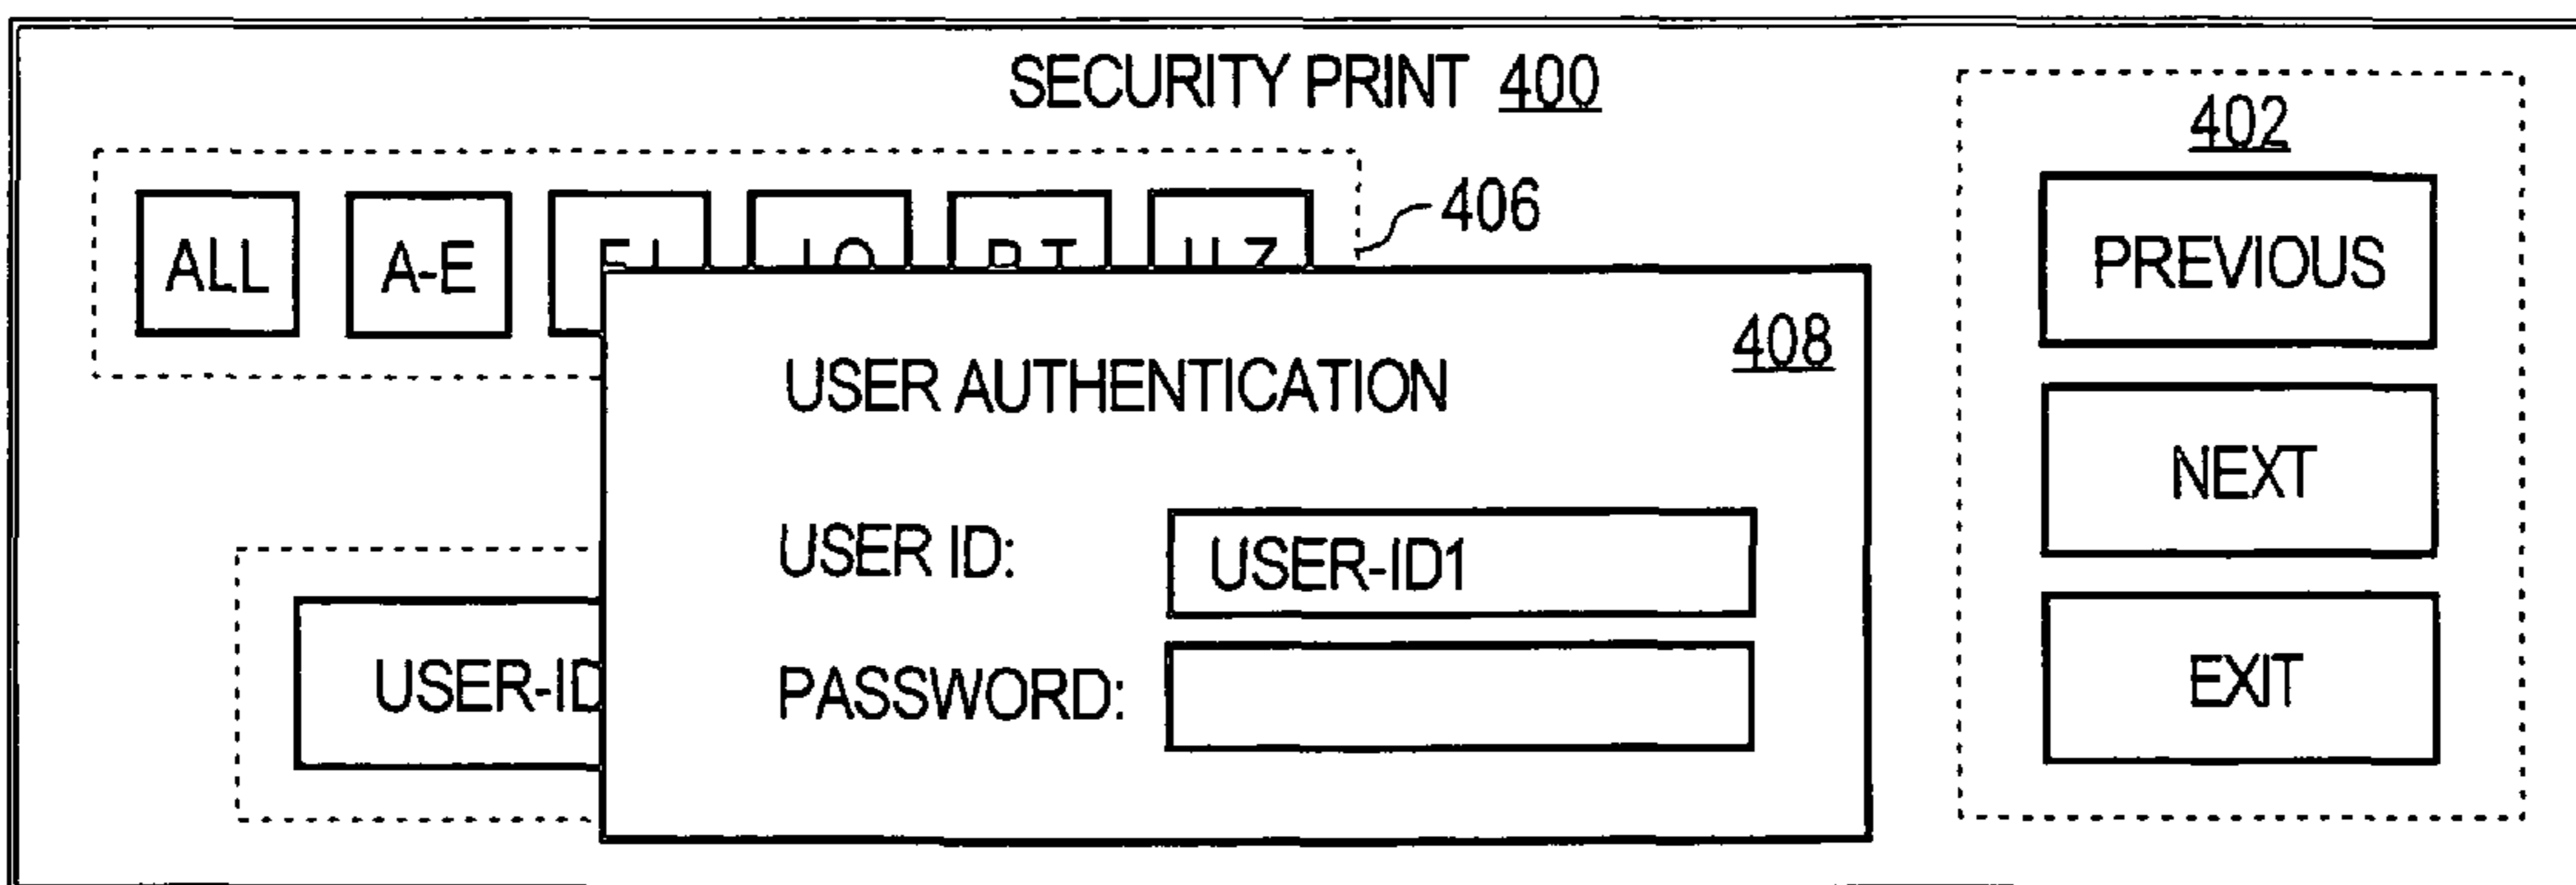 SECURITY PRINT 400
402
ALL A-E
406
PREVIOUS
408
USER AUTHENTICATION
NEXT
USER ID: USER-ID1
USER-ID
PASSWORD:
EXIT